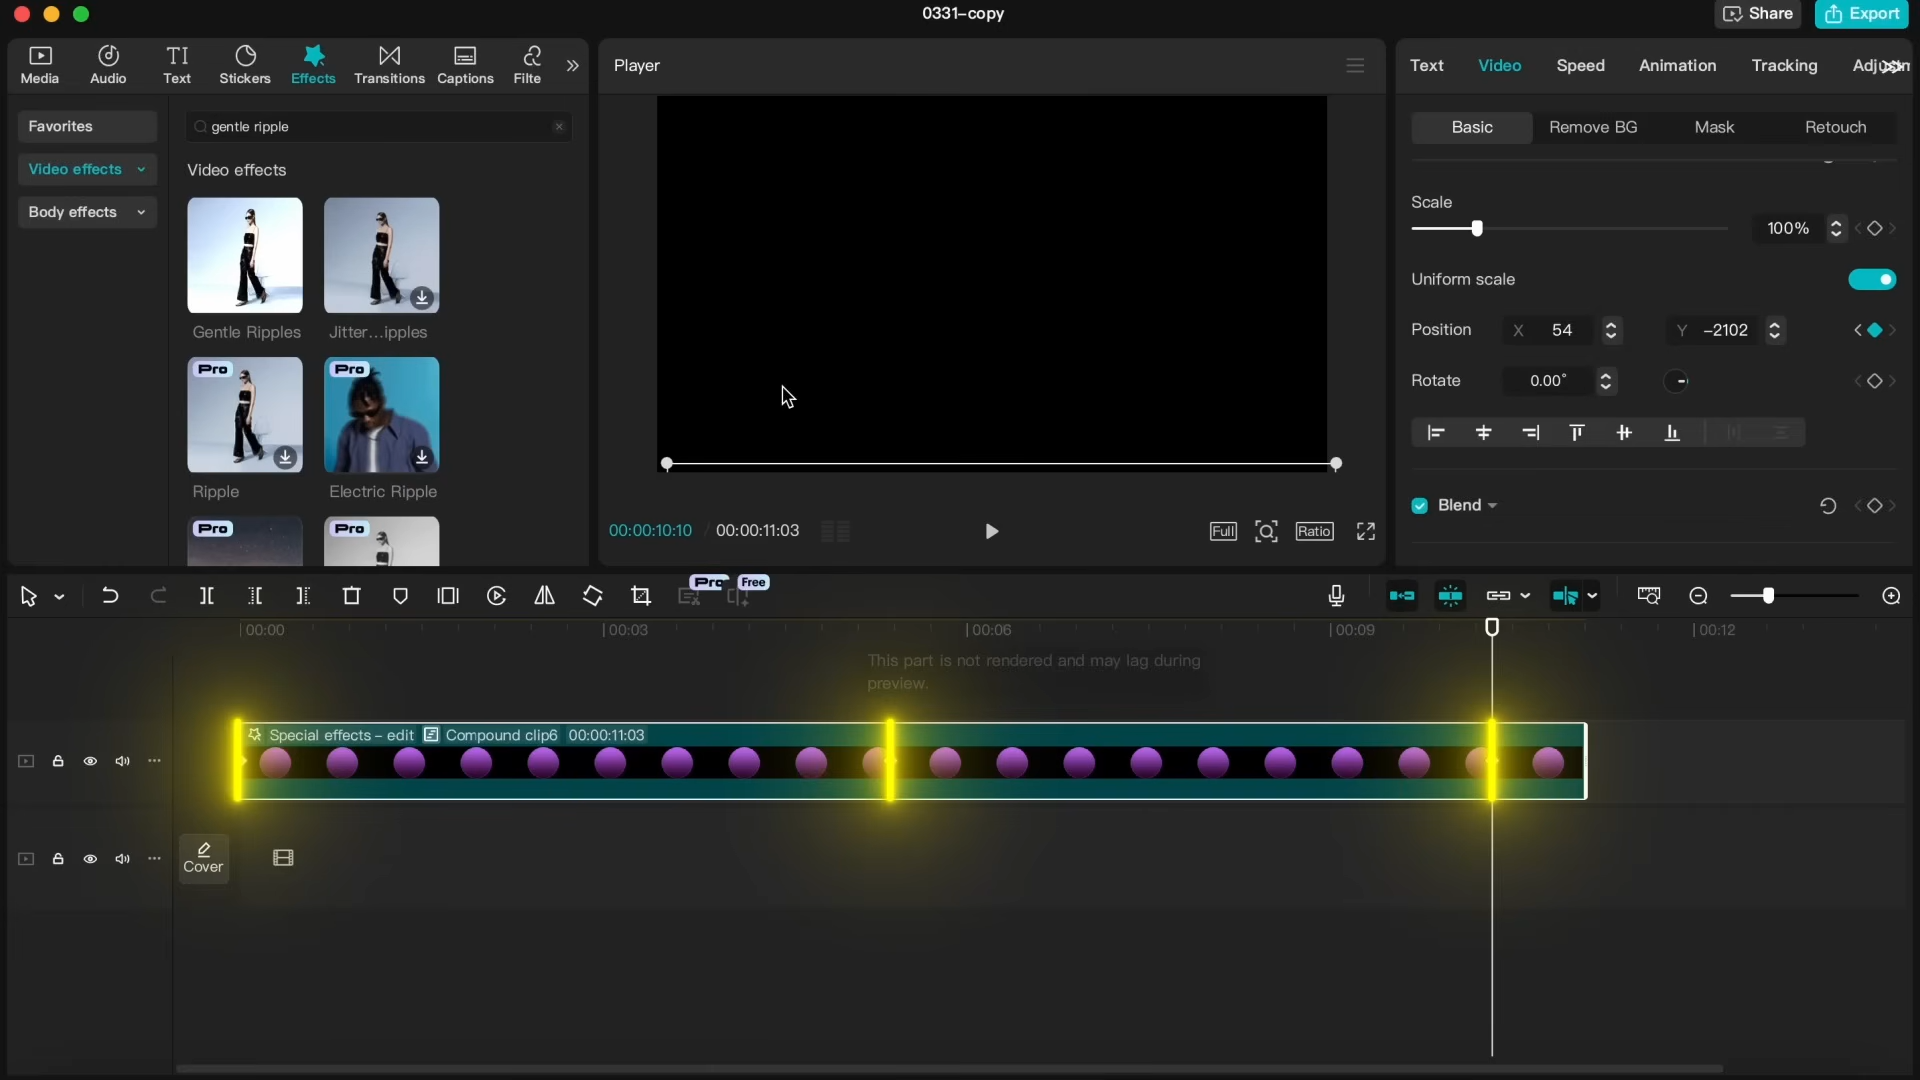 0331-copy
Share
Export
Media
Audio
TI
Text
Stickers
Effects
Transitions
Captions
Filte
Player
Text
Video
Speed
Animation
Tracking
Favorites
gentle ripple
Video effects
Body effects
Video effects
Gentle Ripples
Jitter...ipples
Pro
Pro
Ripple
Electric Ripple
Pro
Pro
Basic
Remove BG
Mask
Retouch
Scale
100%
Uniform scale
Position X 54 Y -2102
Rotate 0.00°
Blend
00:00:10:10 / 00:00:11:03
Full
Ratio
Pro
Free
00:00
00:03
00:06
00:09
00:12
This part is not rendered and may lag during
preview.
Special effects - edit Compound clip6 00:00:11:03
Cover